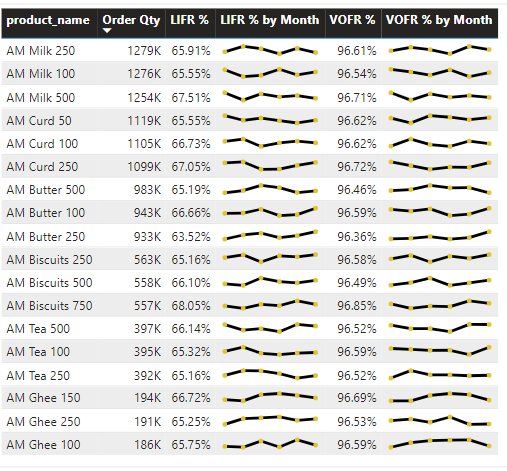 product_name Order Qty LIFR % LIFR % by Month VOFR % VOFR % by Month
AM Milk 250 1279K 65.91% 96.61%
AM Milk 100 1276K 65.55% 96.54%
AM Milk 500 1254K 67.51% 96.71%
AM Curd 50 1119K 65.55% 96.62%
AM Curd 100 1105K 66.73% 96.62%
AM Curd 250 1099K 67.05% 96.72%
AM Butter 500 983K 65.19% 96.46%
AM Butter 100 943K 66.66% 96.59%
AM Butter 250 933K 63.52% 96.36%
AM Biscuits 250 563K 65.16% 96.58%
AM Biscuits 500 558K 66.10% 96.49%
AM Biscuits 750 557K 68.05% 96.85%
AM Tea 500 397K 66.14% 96.52%
AM Tea 100 395K 65.32% 96.59%
AM Tea 250 392K 65.16% 96.52%
AM Ghee 150 194K 66.72% 96.69%
AM Ghee 250 191K 65.25% 96.53%
AM Ghee 100 186K 65.75% 96.59%